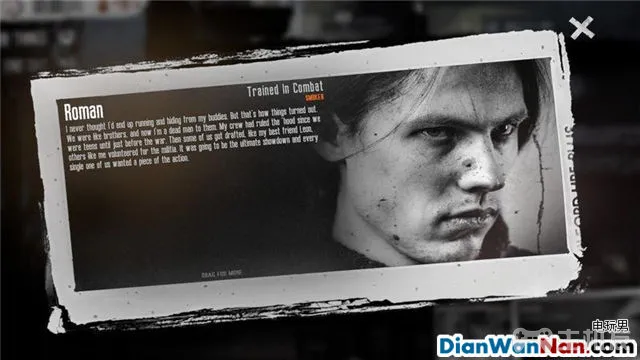 Trained In Combat
SMOKER
Roman
I never thought I'd end up running and hiding from my buddies. But that's how things turned out.
We were like brothers, and now I'm a dead man to them. My crew had ruled the 'hood since we
were teens until just before the war. Then some of us got drafted, like my best friend Leon,
others like me volunteered for the militia. It was going to be the ultimate showdown and every
single one of us wanted a piece of the action.
DRAG FOR MORE
电玩男
DianWanNan.com